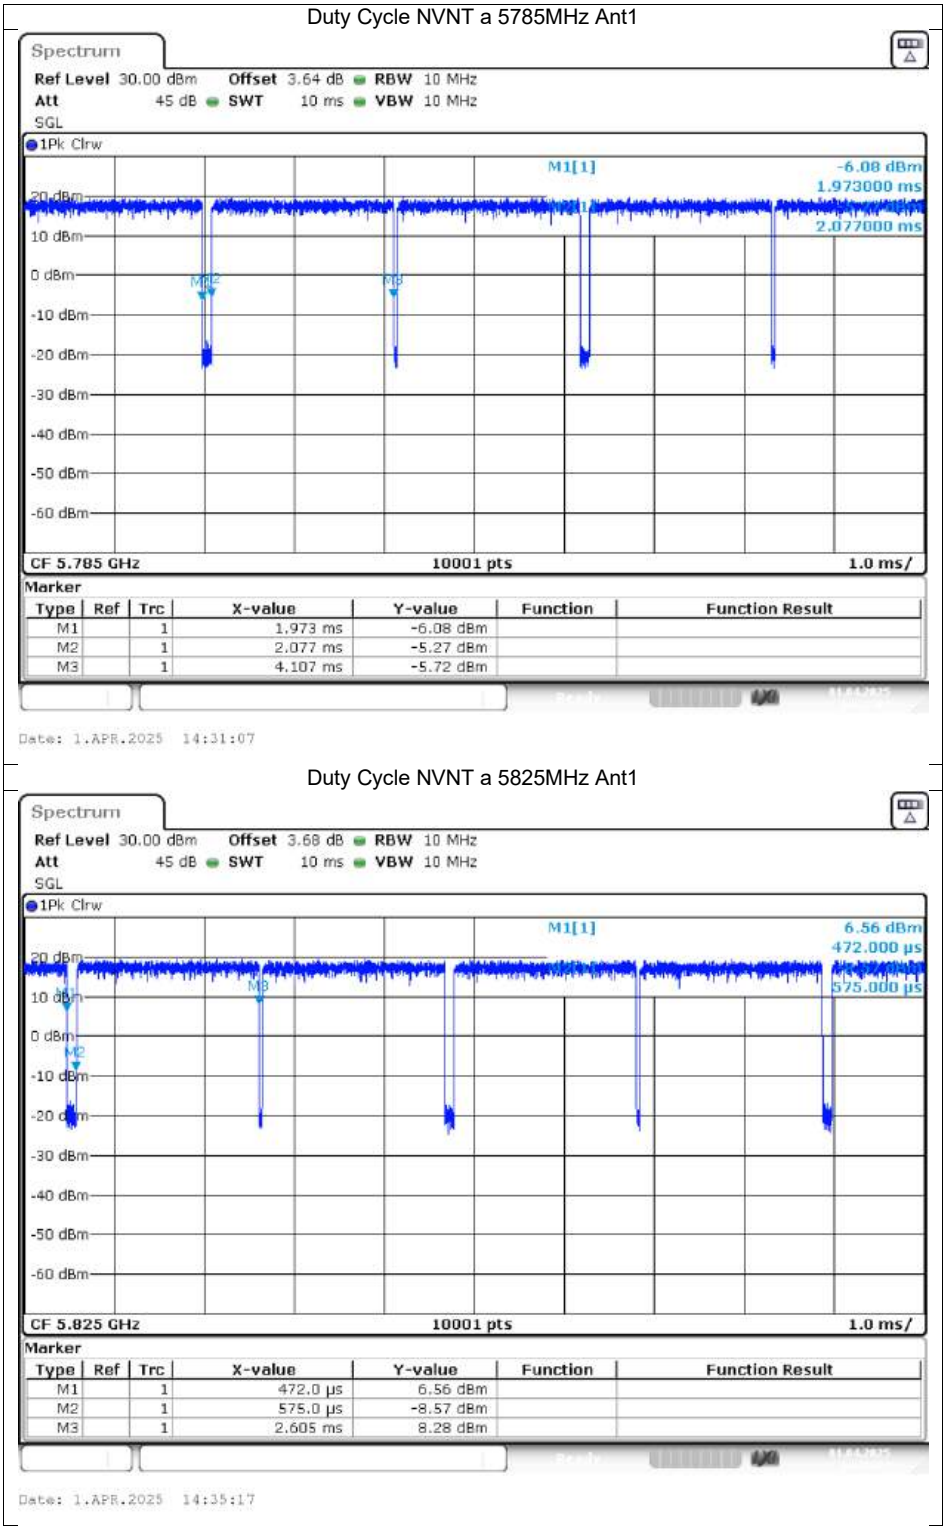 Duty Cycle NVNT a 5785MHz Ant1
Spectrum
Ref Level 30.00 dBm Offset 3.64 dB RBW 10 MHz
Att 45 dB SWT 10 ms VBW 10 MHz
SGL
1Pk Clrw
M1[1] -6.08 dBm
1.973000 ms
20 dBm
2.077000 ms
10 dBm
0 dBm
M2
M3
-10 dBm
-20 dBm
-30 dBm
-40 dBm
-50 dBm
-60 dBm
CF 5.785 GHz 10001 pts 1.0 ms/
Marker
Type Ref Trc X-value Y-value Function Function Result
M1 1 1.973 ms -6.08 dBm
M2 1 2.077 ms -5.27 dBm
M3 1 4.107 ms -5.72 dBm
Date: 1.APR.2025 14:31:07
Duty Cycle NVNT a 5825MHz Ant1
Spectrum
Ref Level 30.00 dBm Offset 3.68 dB RBW 10 MHz
Att 45 dB SWT 10 ms VBW 10 MHz
SGL
1Pk Clrw
M1[1] 6.56 dBm
472.000 µs
20 dBm
575.000 µs
M3
10 dBm
M1
0 dBm
M2
-10 dBm
-20 dBm
-30 dBm
-40 dBm
-50 dBm
-60 dBm
CF 5.825 GHz 10001 pts 1.0 ms/
Marker
Type Ref Trc X-value Y-value Function Function Result
M1 1 472.0 µs 6.56 dBm
M2 1 575.0 µs -8.57 dBm
M3 1 2.605 ms 8.28 dBm
Date: 1.APR.2025 14:35:17